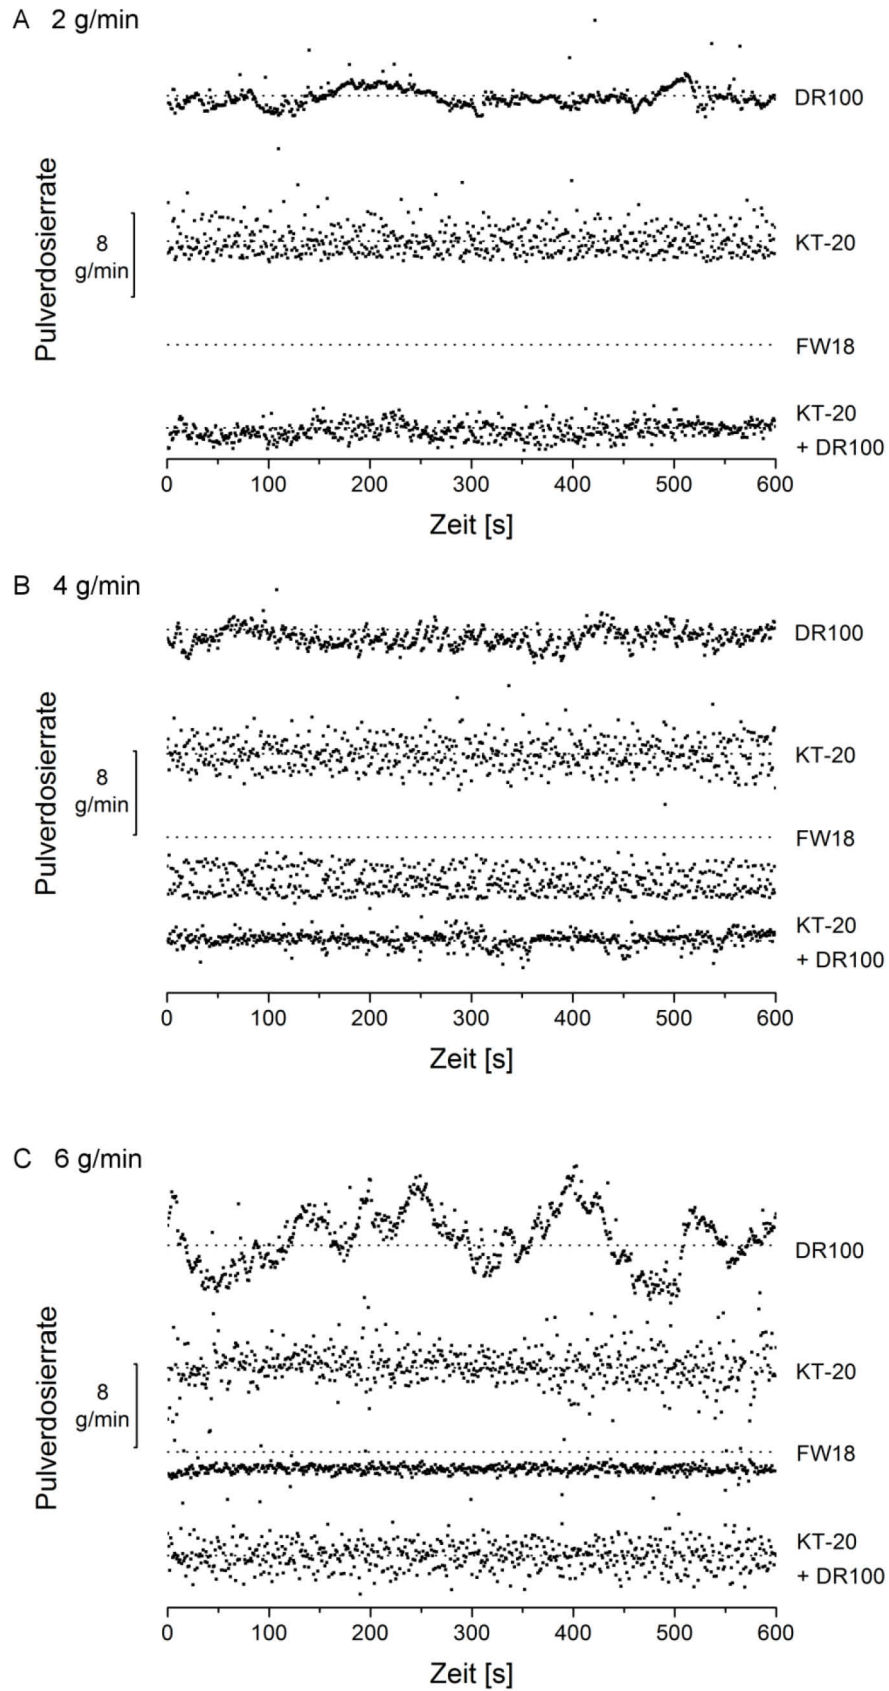 A 2 g/min
DR100
Pulverdosierrate
8
g/min
KT-20
FW18
KT-20
+ DR100
0 100 200 300 400 500 600
Zeit [s]
B 4 g/min
DR100
Pulverdosierrate
8
g/min
KT-20
FW18
KT-20
+ DR100
0 100 200 300 400 500 600
Zeit [s]
C 6 g/min
DR100
Pulverdosierrate
8
g/min
KT-20
FW18
KT-20
+ DR100
0 100 200 300 400 500 600
Zeit [s]